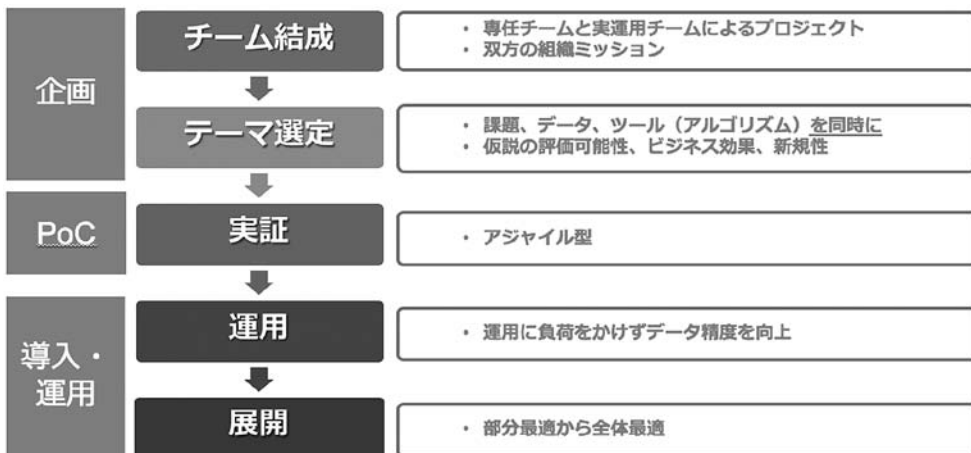 企画
チーム結成
・ 専任チームと実運用チームによるプロジェクト
・ 双方の組織ミッション
テーマ選定
・ 課題、データ、ツール（アルゴリズム）を同時に
・ 仮説の評価可能性、ビジネス効果、新規性
PoC
実証
・ アジャイル型
導入・
運用
運用
・ 運用に負荷をかけずデータ精度を向上
展開
・ 部分最適から全体最適